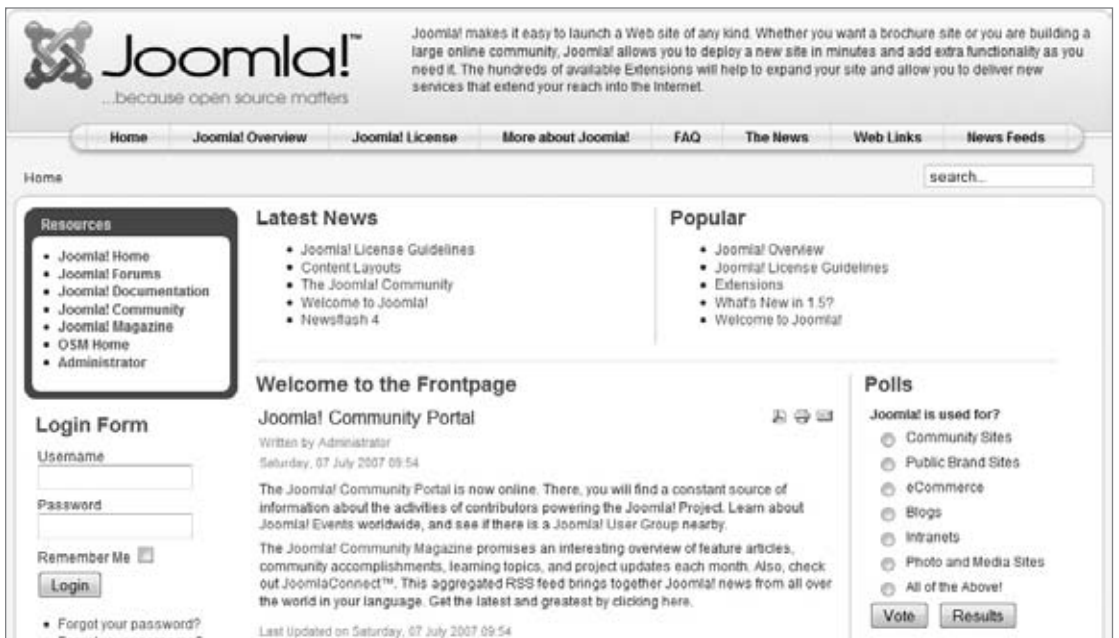 Joomla!™
...because open source matters
Joomla! makes it easy to launch a Web site of any kind. Whether you want a brochure site or you are building a
large online community, Joomla! allows you to deploy a new site in minutes and add extra functionality as you
need it. The hundreds of available Extensions will help to expand your site and allow you to deliver new
services that extend your reach into the Internet.
Home Joomla! Overview Joomla! License More about Joomla! FAQ The News Web Links News Feeds
Home
search...
Resources
Joomla! Home
Joomla! Forums
Joomla! Documentation
Joomla! Community
Joomla! Magazine
OSM Home
Administrator
Login Form
Username
Password
Remember Me
Login
Forgot your password?
Latest News
Joomla! License Guidelines
Content Layouts
The Joomla! Community
Welcome to Joomla!
Newsflash 4
Popular
Joomla! Overview
Joomla! License Guidelines
Extensions
What's New in 1.5?
Welcome to Joomla!
Welcome to the Frontpage
Joomla! Community Portal
Written by Administrator
Saturday, 07 July 2007 09:54
The Joomla! Community Portal is now online. There, you will find a constant source of
information about the activities of contributors powering the Joomla! Project. Learn about
Joomla! Events worldwide, and see if there is a Joomla! User Group nearby.
The Joomla! Community Magazine promises an interesting overview of feature articles,
community accomplishments, learning topics, and project updates each month. Also, check
out JoomlaConnect™. This aggregated RSS feed brings together Joomla! news from all over
the world in your language. Get the latest and greatest by clicking here.
Last Updated on Saturday, 07 July 2007 09:54
Polls
Joomla! is used for?
Community Sites
Public Brand Sites
eCommerce
Blogs
Intranets
Photo and Media Sites
All of the Above!
Vote Results